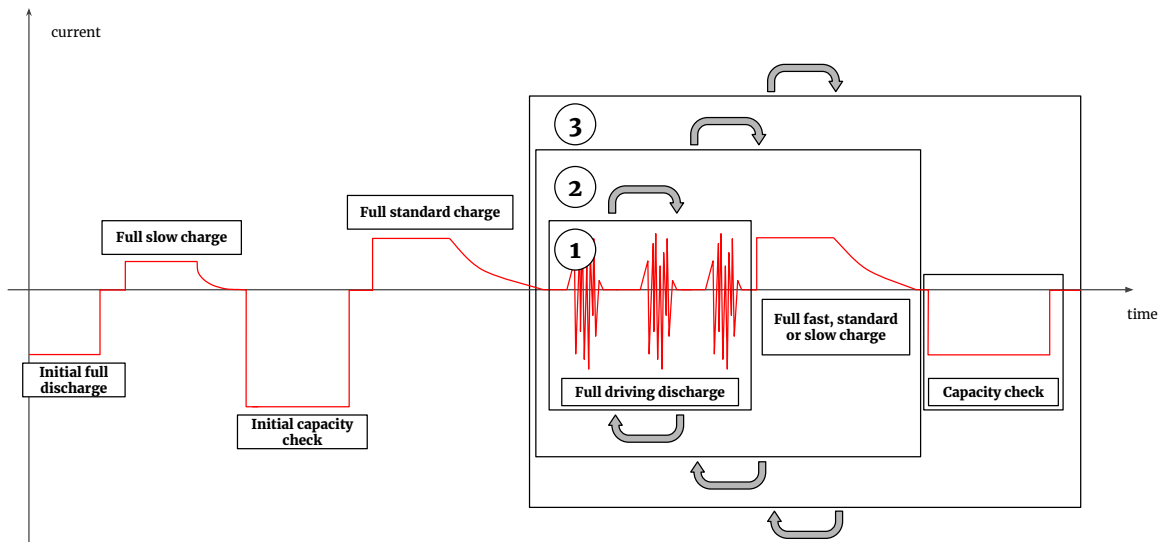 current
3
2
Full standard charge
Full slow charge
1
time
Full fast, standard
or slow charge
Initial full
discharge
Full driving discharge
Capacity check
Initial capacity
check